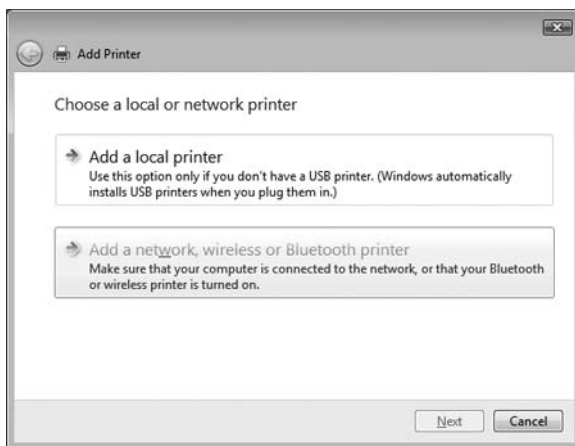 Add Printer
Choose a local or network printer
Add a local printer
Use this option only if you don't have a USB printer. (Windows automatically
installs USB printers when you plug them in.)
Add a network, wireless or Bluetooth printer
Make sure that your computer is connected to the network, or that your Bluetooth
or wireless printer is turned on.
Next
Cancel